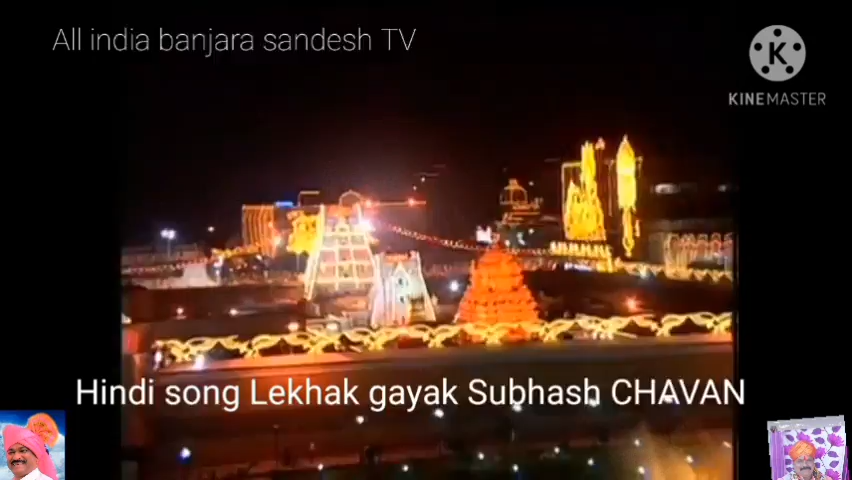 All india banjara sandesh TV
K
KINEMASTER
Hindi song Lekhak gayak Subhash CHAVAN